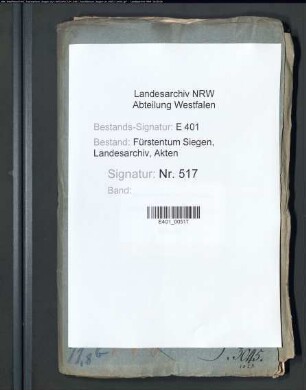 Landesarchiv NRW
Abteilung Westfalen
Bestands-Signatur: E 401
Bestand: Fürstentum Siegen,
Landesarchiv, Akten
Signatur: Nr. 517
Band:
E401_00517